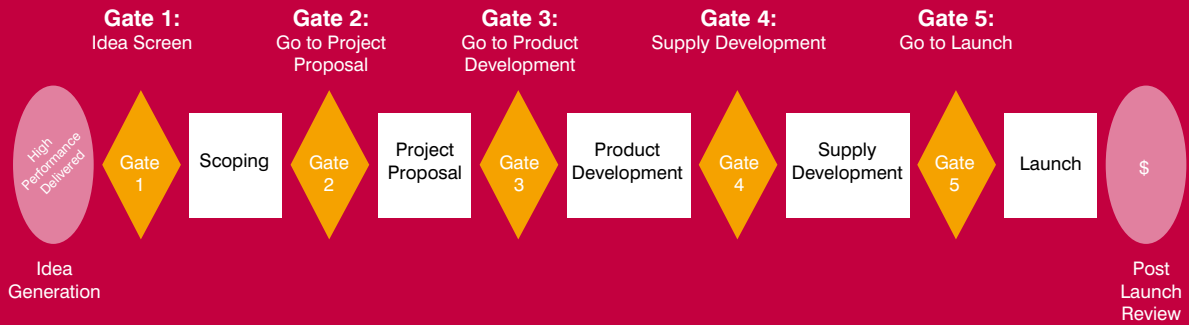 Gate 1:
Idea Screen
Gate 2:
Go to Project
Proposal
Gate 3:
Go to Product
Development
Gate 4:
Supply Development
Gate 5:
Go to Launch
High
Performance
Delivered
Gate
1
Scoping
Gate
2
Project
Proposal
Gate
3
Product
Development
Gate
4
Supply
Development
Gate
5
Launch
$
Idea
Generation
Post
Launch
Review